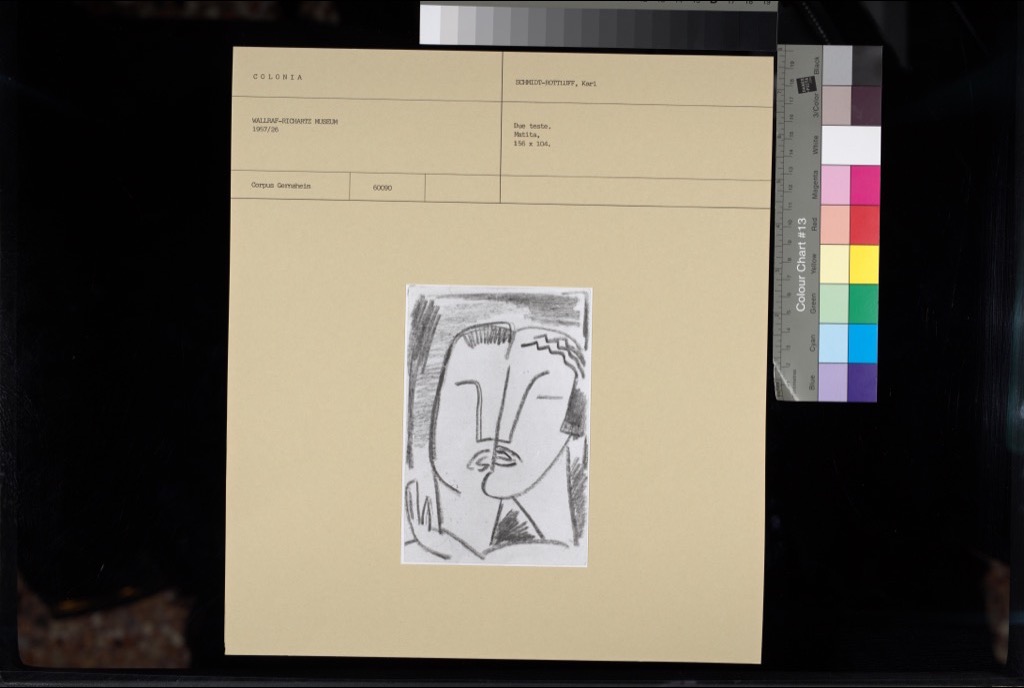 COLONIA
SCHMIDT-ROTTLUFF, Karl
WALLRAF-RICHARTZ MUSEUM
1957/26
Due teste.
Matita,
156 x 104.
Corpus Gernsheim
60090
Colour Chart #13
Black
3/Color
White
Magenta
Red
Yellow
Green
Cyan
Blue